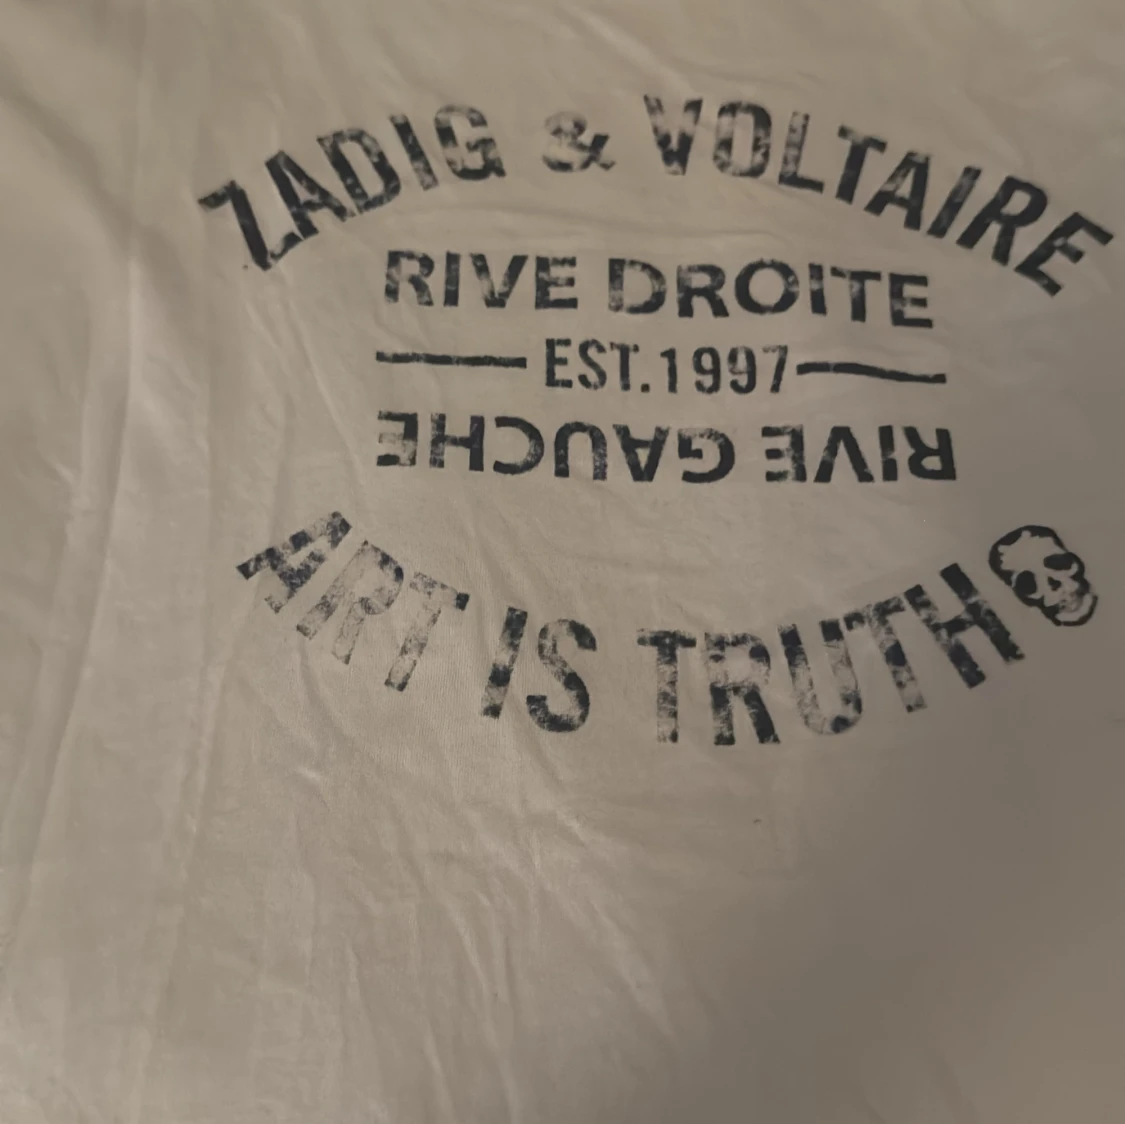 ZADIG & VOLTAIRE
RIVE DROITE
EST.1997
RIVE GAUCHE
ART IS TRUTH